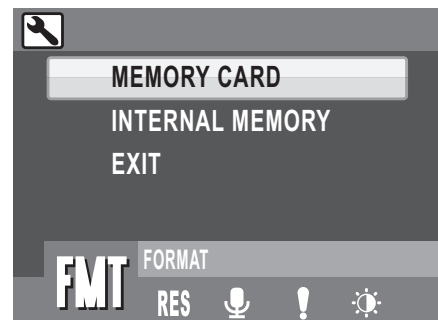 MEMORY CARD
INTERNAL MEMORY
EXIT
FMT FORMAT
RES